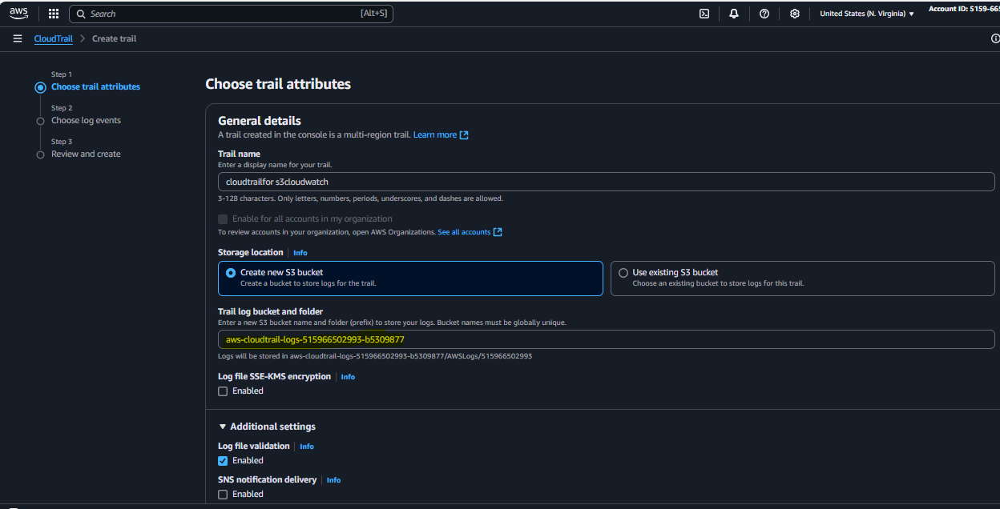 aws
Search
[Alt+S]
United States (N. Virginia)
Account ID: 5159-665
CloudTrail
Create trail
Step 1
Choose trail attributes
Step 2
Choose log events
Step 3
Review and create
Choose trail attributes
General details
A trail created in the console is a multi-region trail. Learn more
Trail name
Enter a display name for your trail.
cloudtrailfor s3cloudwatch
3-128 characters. Only letters, numbers, periods, underscores, and dashes are allowed.
Enable for all accounts in my organization
To review accounts in your organization, open AWS Organizations. See all accounts
Storage location
Info
Create new S3 bucket
Create a bucket to store logs for the trail.
Use existing S3 bucket
Choose an existing bucket to store logs for this trail.
Trail log bucket and folder
Enter a new S3 bucket name and folder (prefix) to store your logs. Bucket names must be globally unique.
aws-cloudtrail-logs-515966502993-b5309877
Logs will be stored in aws-cloudtrail-logs-515966502993-b5309877/AWSLogs/515966502993
Log file SSE-KMS encryption
Info
Enabled
Additional settings
Log file validation
Info
Enabled
SNS notification delivery
Info
Enabled